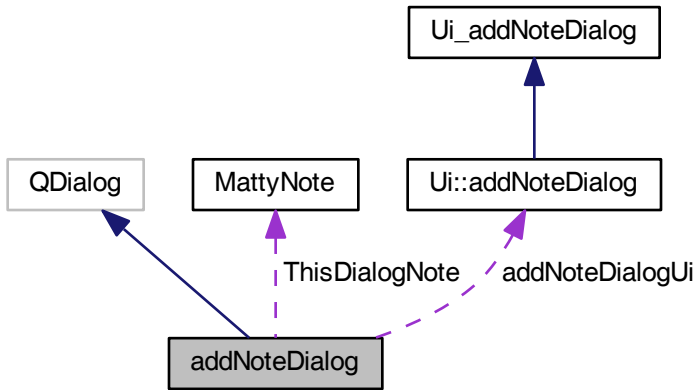 Ui_addNoteDialog
QDialog
MattyNote
Ui::addNoteDialog
ThisDialogNote
addNoteDialogUi
addNoteDialog